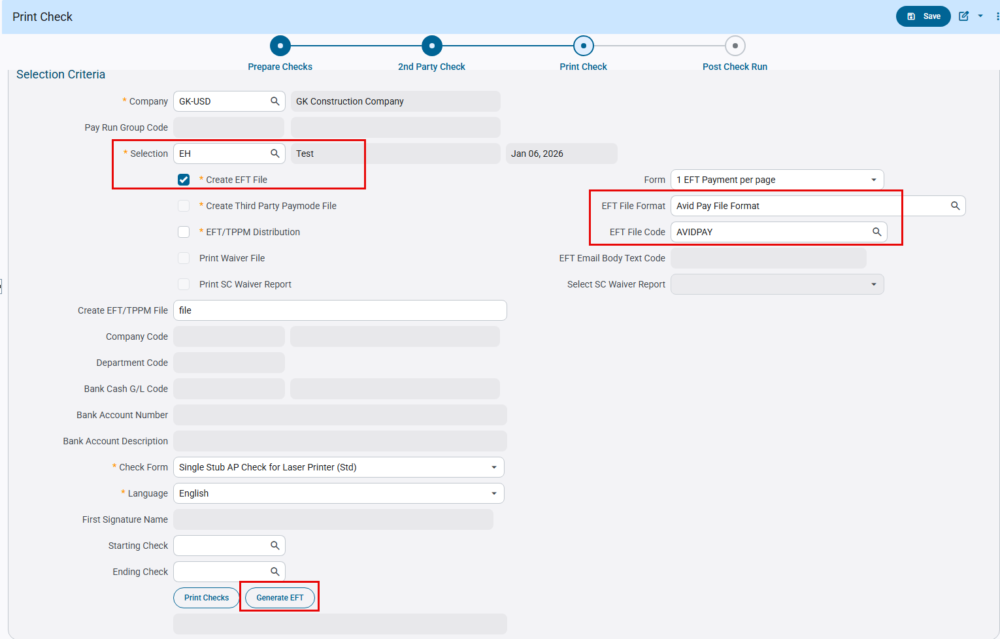 Print Check
Save
Prepare Checks
2nd Party Check
Print Check
Post Check Run
Selection Criteria
* Company GK-USD GK Construction Company
Pay Run Group Code
* Selection EH Test Jan 06, 2026
* Create EFT File
Form 1 EFT Payment per page
* Create Third Party Paymode File
EFT File Format Avid Pay File Format
* EFT/TPPM Distribution
EFT File Code AVIDPAY
Print Waiver File
EFT Email Body Text Code
Print SC Waiver Report
Select SC Waiver Report
Create EFT/TPPM File file
Company Code
Department Code
Bank Cash G/L Code
Bank Account Number
Bank Account Description
* Check Form Single Stub AP Check for Laser Printer (Std)
* Language English
First Signature Name
Starting Check
Ending Check
Print Checks
Generate EFT